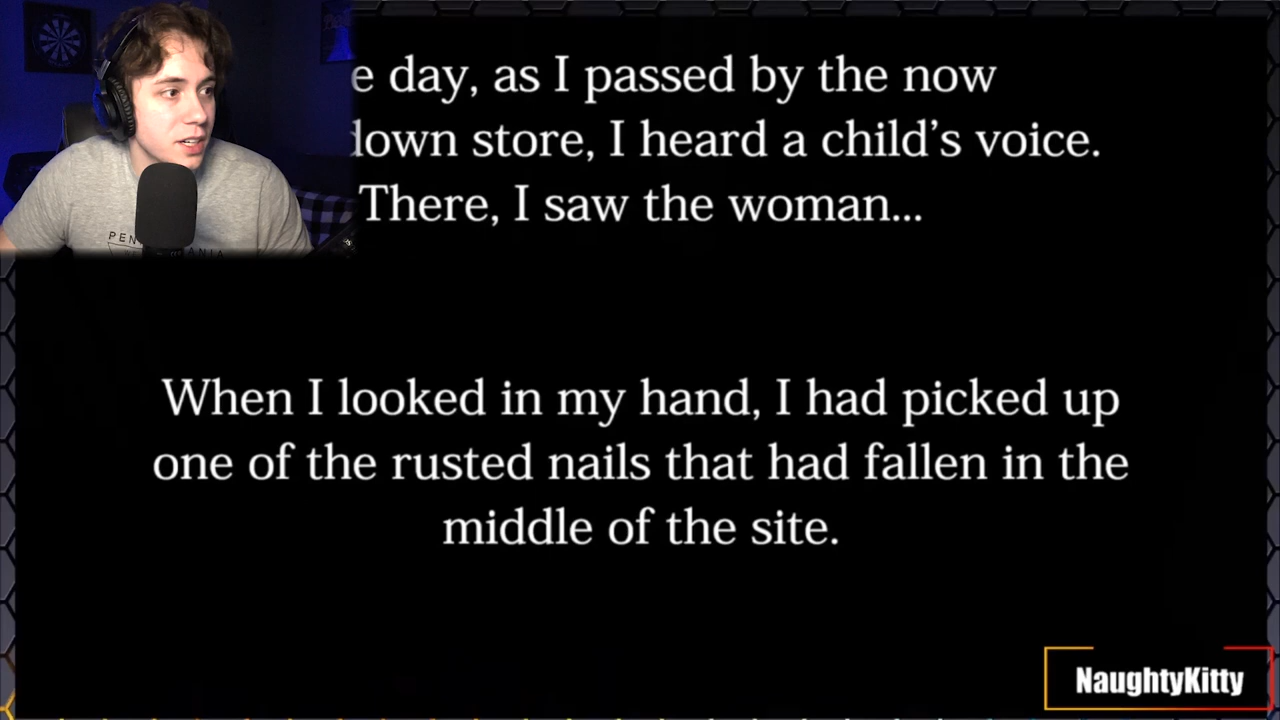 e day, as I passed by the now
down store, I heard a child’s voice.
There, I saw the woman...
When I looked in my hand, I had picked up
one of the rusted nails that had fallen in the
middle of the site.
NaughtyKitty